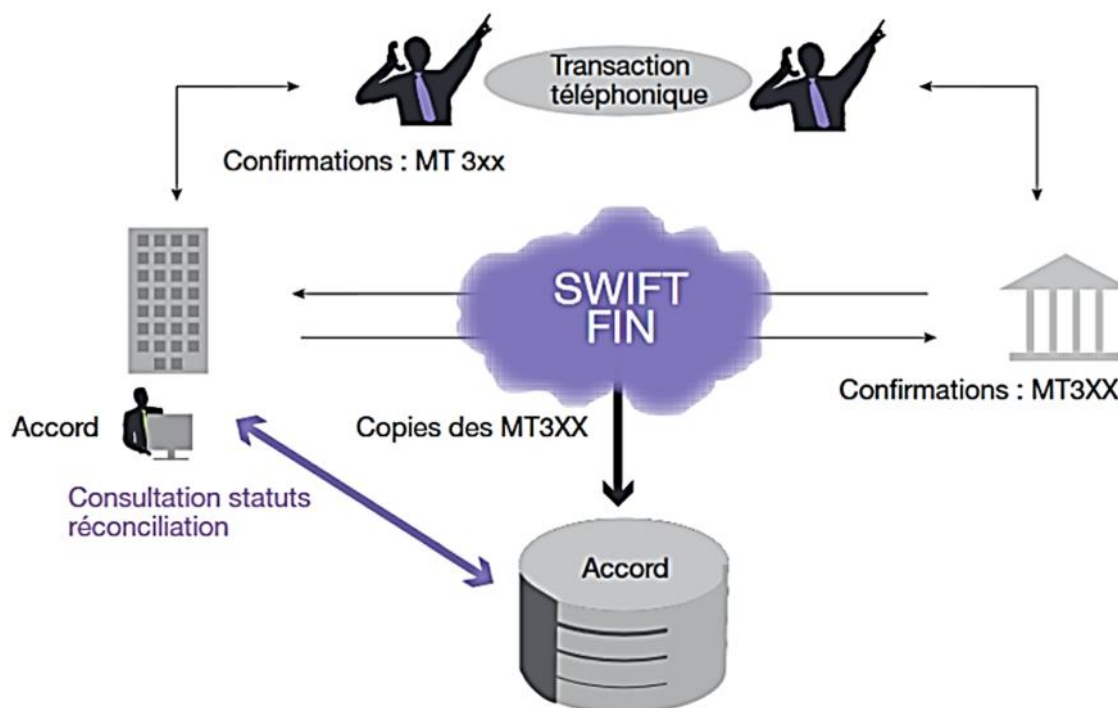 Transaction
téléphonique
Confirmations : MT 3xx
SWIFT
FIN
Confirmations : MT3XX
Accord
Copies des MT3XX
Consultation statuts
réconciliation
Accord